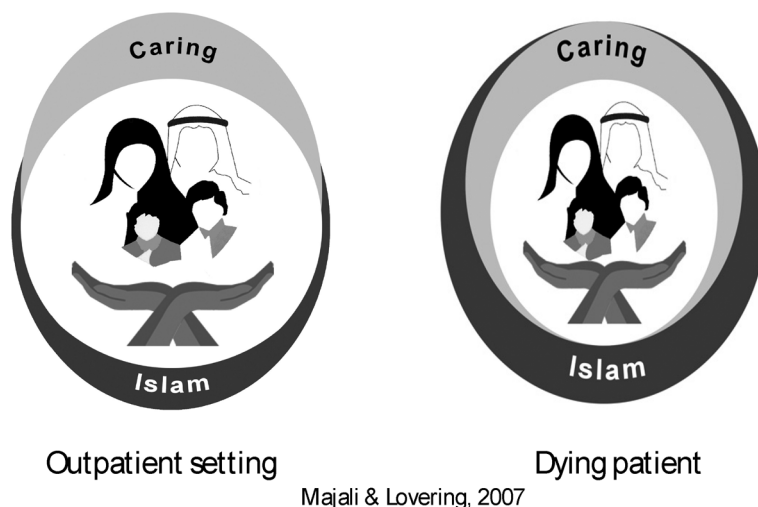 Caring
Islam
Outpatient setting
Caring
Islam
Dying patient
Majali & Lovering, 2007